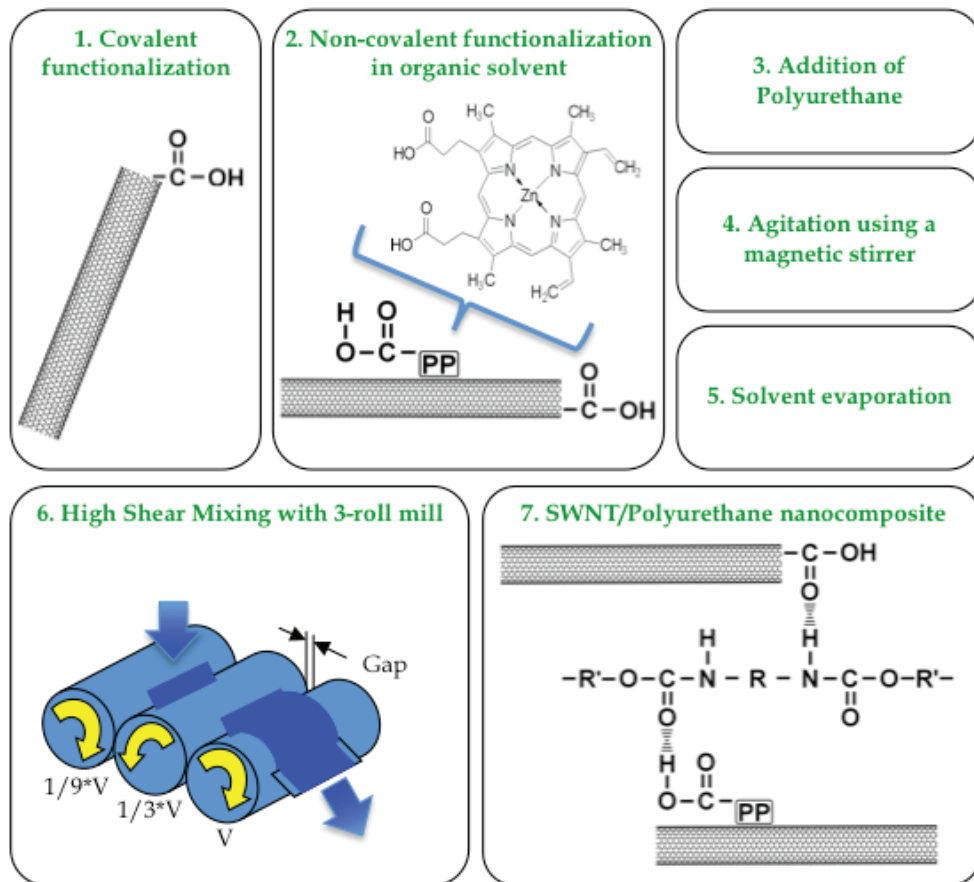 1. Covalent
functionalization
O
C
OH
2. Non-covalent functionalization
in organic solvent
O
H₃C
CH₃
HO
N
N
CH₂
Zn
O
N
N
HO
CH₃
H₃C
H₂C
H
O
O
C
PP
O
C
OH
3. Addition of
Polyurethane
4. Agitation using a
magnetic stirrer
5. Solvent evaporation
6. High Shear Mixing with 3-roll mill
Gap
1/9*V
1/3*V
V
7. SWNT/Polyurethane nanocomposite
C-OH
O
H
H
-R'-O-C-N-R-N-C-O-R'-
O
O
H
O
O-C
PP